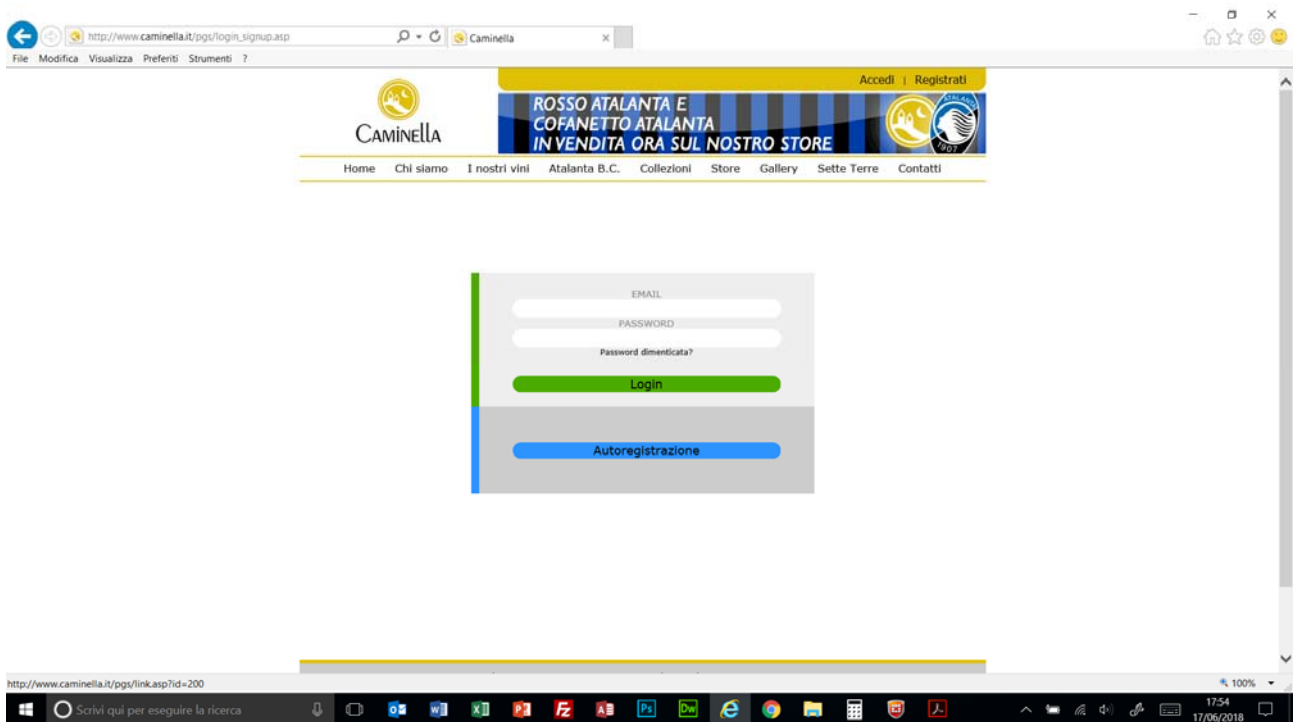 http://www.caminella.it/pgs/login_signup.asp
Caminella
File Modifica Visualizza Preferiti Strumenti ?
Accedi | Registrati
CAMINELLA
ROSSO ATALANTA E
COFANETTO ATALANTA
IN VENDITA ORA SUL NOSTRO STORE
ATALANTA
1907
Home Chi siamo I nostri vini Atalanta B.C. Collezioni Store Gallery Sette Terre Contatti
EMAIL
PASSWORD
Password dimenticata?
Login
Autoregistrazione
http://www.caminella.it/pgs/link.asp?id=200
100%
Scrivi qui per eseguire la ricerca
Ps
Dw
17:54
17/06/2018